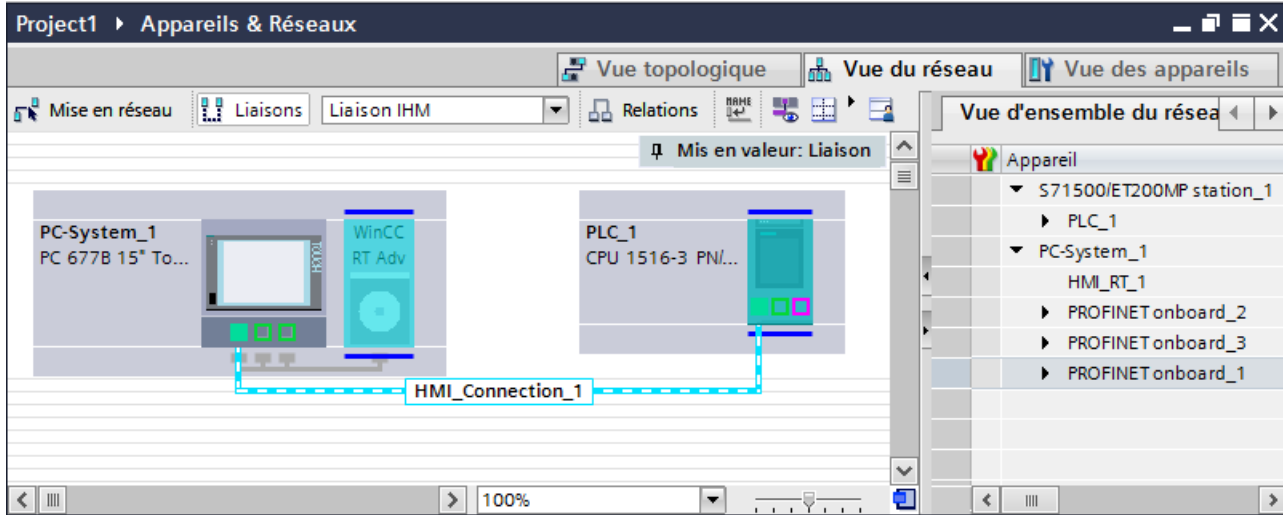 Project1 ▸ Appareils & Réseaux
Vue topologique
Vue du réseau
Vue des appareils
Mise en réseau
Liaisons
Liaison IHM
Relations
NAME
Vue d'ensemble du résea
Mis en valeur: Liaison
Appareil
S71500/ET200MP station_1
PLC_1
PC-System_1
HMI_RT_1
PROFINET onboard_2
PROFINET onboard_3
PROFINET onboard_1
PC-System_1
PC 677B 15" To...
TOUCH
WinCC
RT Adv
PLC_1
CPU 1516-3 PN/...
HMI_Connection_1
100%